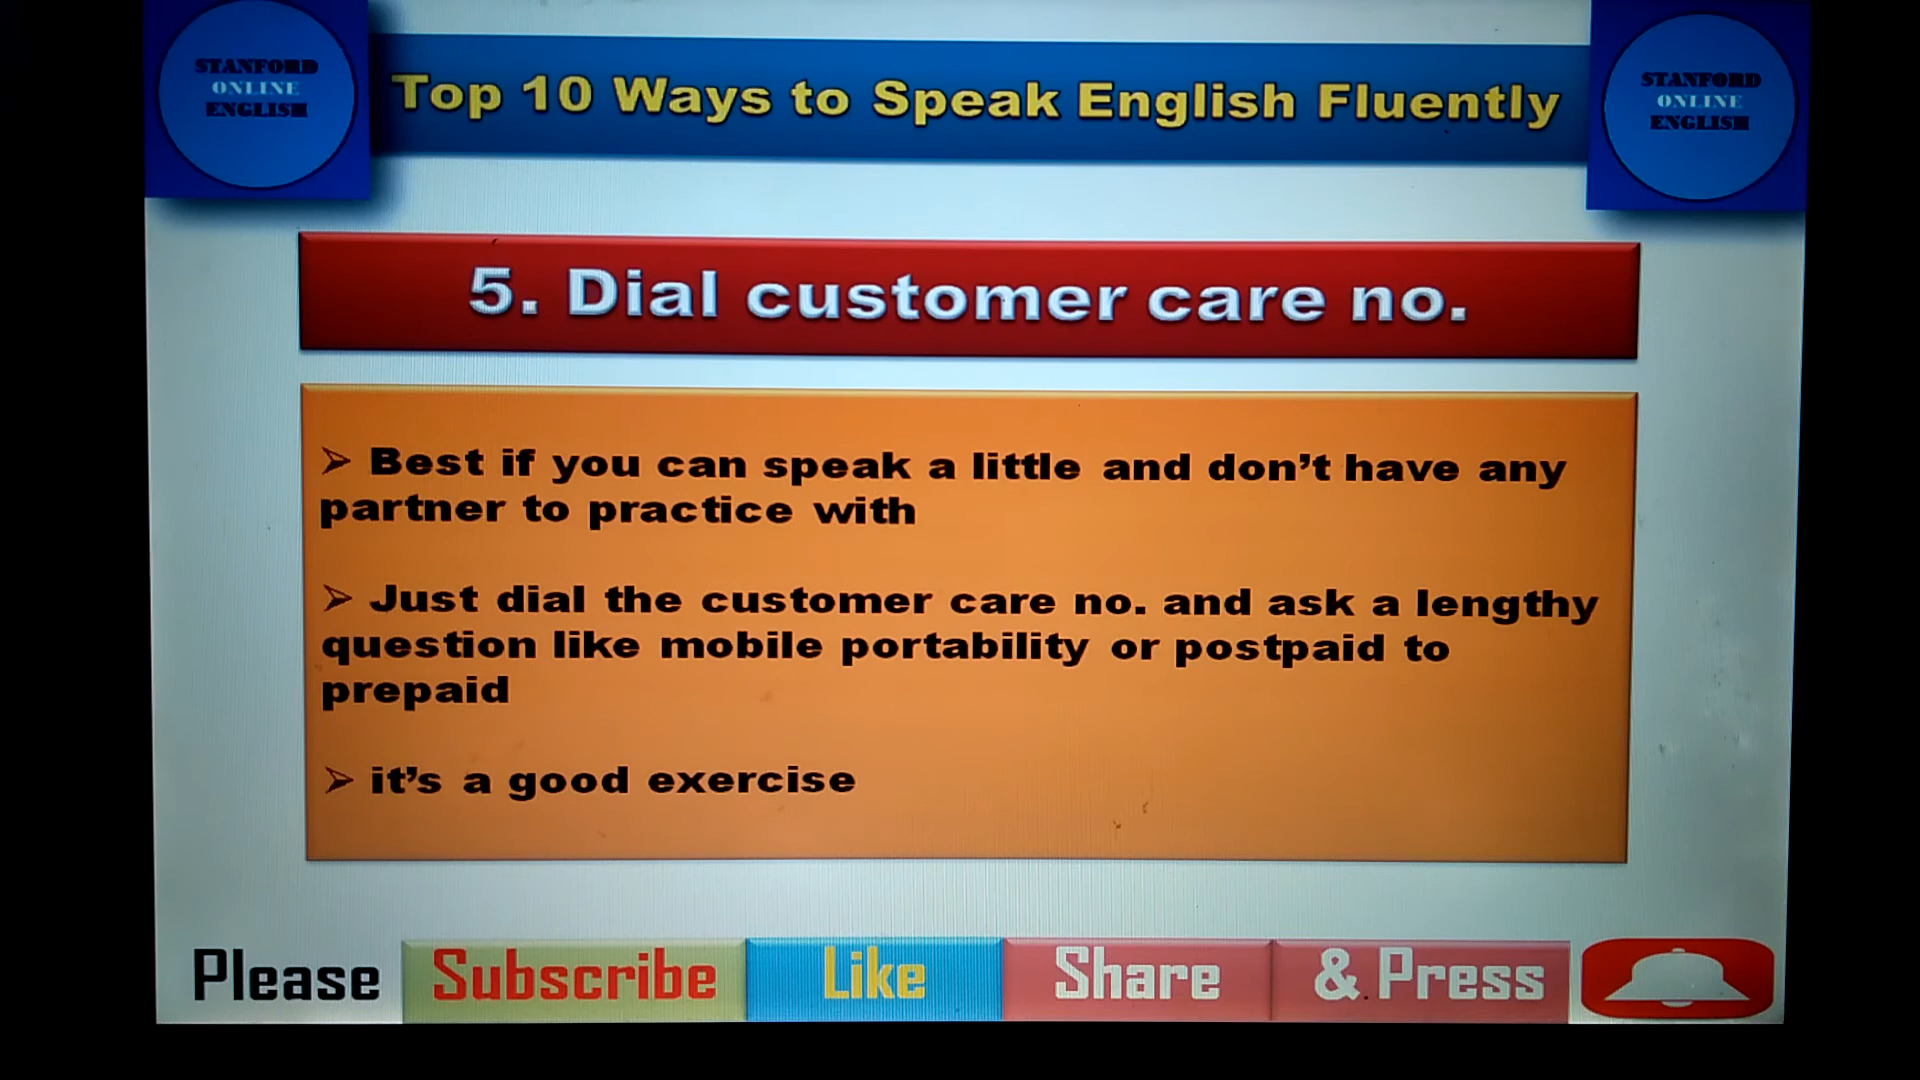 STANFORD
ONLINE
ENGLISH
Top 10 Ways to Speak English Fluently
STANFORD
ONLINE
ENGLISH
5. Dial customer care no.
➢ Best if you can speak a little and don’t have any
partner to practice with
➢ Just dial the customer care no. and ask a lengthy
question like mobile portability or postpaid to
prepaid
➢ it’s a good exercise
Please Subscribe Like Share & Press